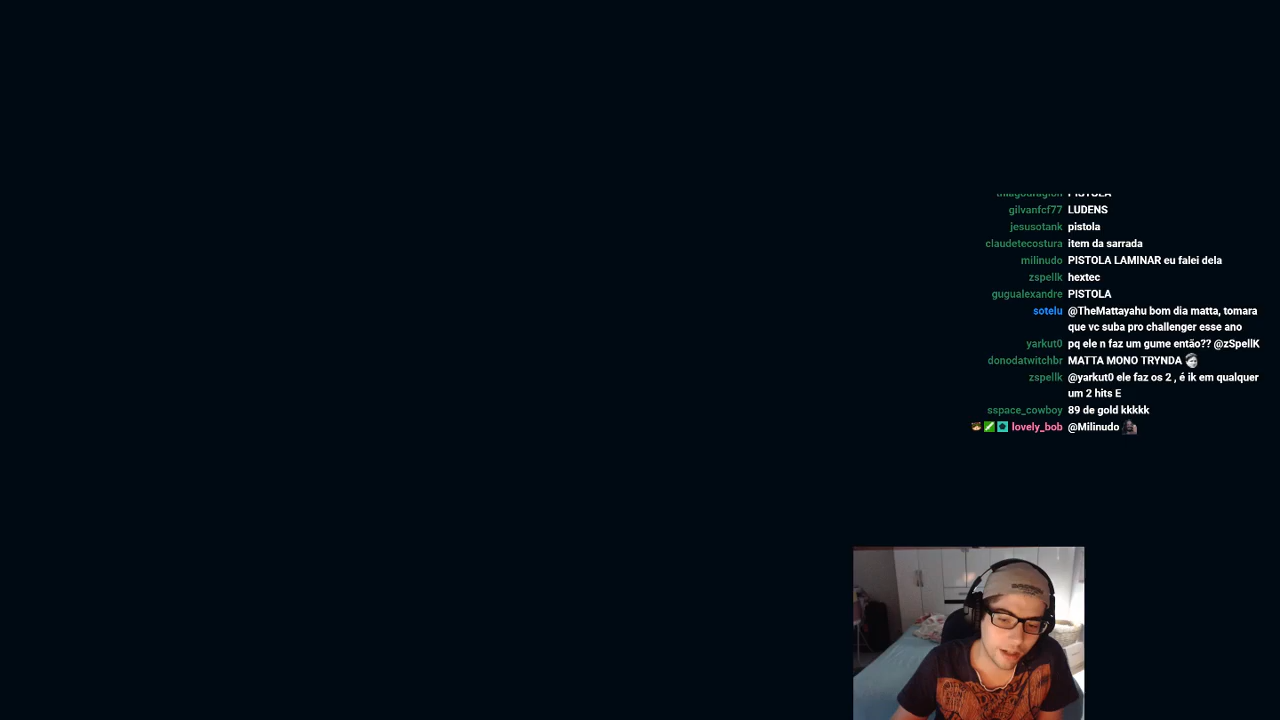 gilvanfcf77 LUDENS
jesusotank pistola
claudetecostura item da sarrada
milinudo PISTOLA LAMINAR eu falei dela
zspellk hextec
gugualexandre PISTOLA
sotelu @TheMattayahu bom dia matta, tomara
que vc suba pro challenger esse ano
yarkut0 pq ele n faz um gume então?? @zSpellK
donodatwitchbr MATTA MONO TRYNDA
zspellk @yarkut0 ele faz os 2 , é ik em qualquer
um 2 hits E
sspace_cowboy 89 de gold kkkkk
lovely_bob @Milinudo